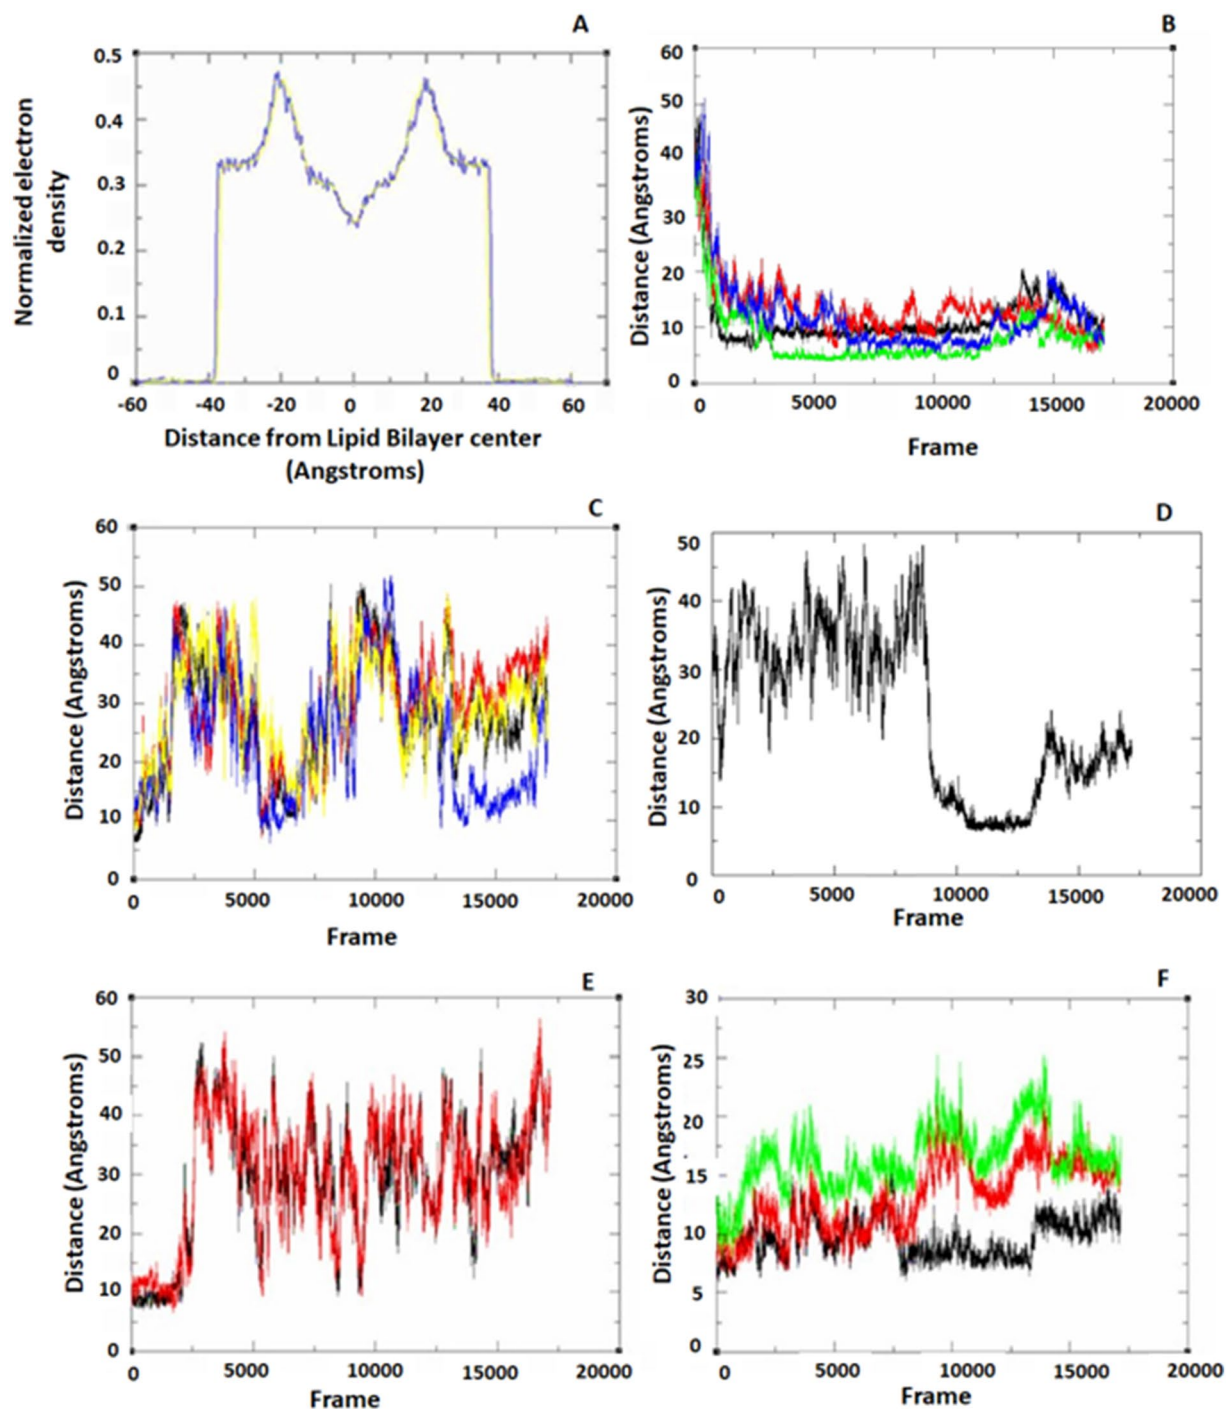 A
0.5
0.4
0.3
0.2
0.1
0
-60 -40 -20 0 20 40 60
Normalized electron
density
Distance from Lipid Bilayer center
(Angstroms)
B
60
50
40
30
20
10
0
0 5000 10000 15000 20000
Distance (Angstroms)
Frame
C
60
50
40
30
20
10
0
0 5000 10000 15000 20000
Distance (Angstroms)
Frame
D
50
40
30
20
10
0
0 5000 10000 15000 20000
Distance (Angstroms)
Frame
E
60
50
40
30
20
10
0
0 5000 10000 15000 20000
Distance (Angstroms)
Frame
F
30
25
20
15
10
5
0
0 5000 10000 15000 20000
Distance (Angstroms)
Frame